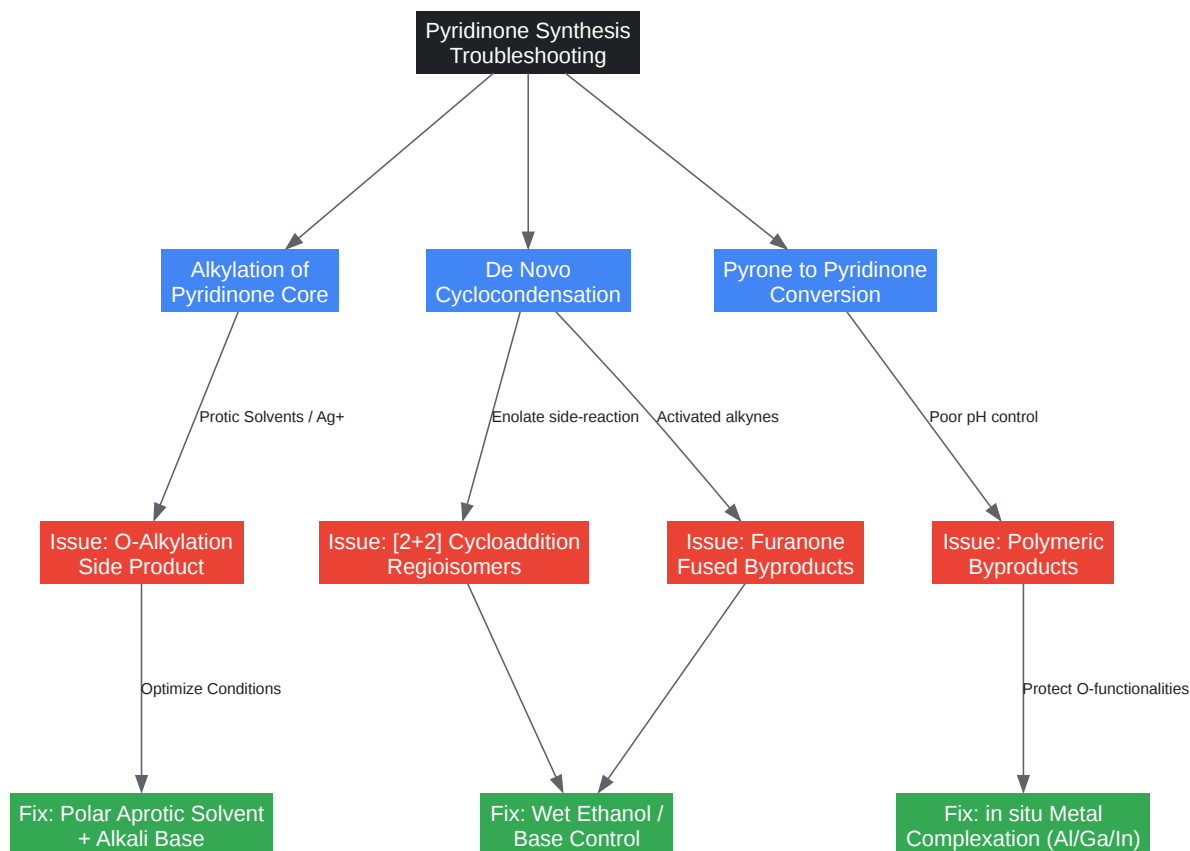 Pyridinone Synthesis
Troubleshooting
Alkylation of
Pyridinone Core
De Novo
Cyclocondensation
Pyrone to Pyridinone
Conversion
Protic Solvents / Ag+
Enolate side-reaction
Activated alkynes
Poor pH control
Issue: O-Alkylation
Side Product
Issue: [2+2] Cycloaddition
Regioisomers
Issue: Furanone
Fused Byproducts
Issue: Polymeric
Byproducts
Optimize Conditions
Protect O-functionalities
Fix: Polar Aprotic Solvent
+ Alkali Base
Fix: Wet Ethanol /
Base Control
Fix: in situ Metal
Complexation (Al/Ga/In)